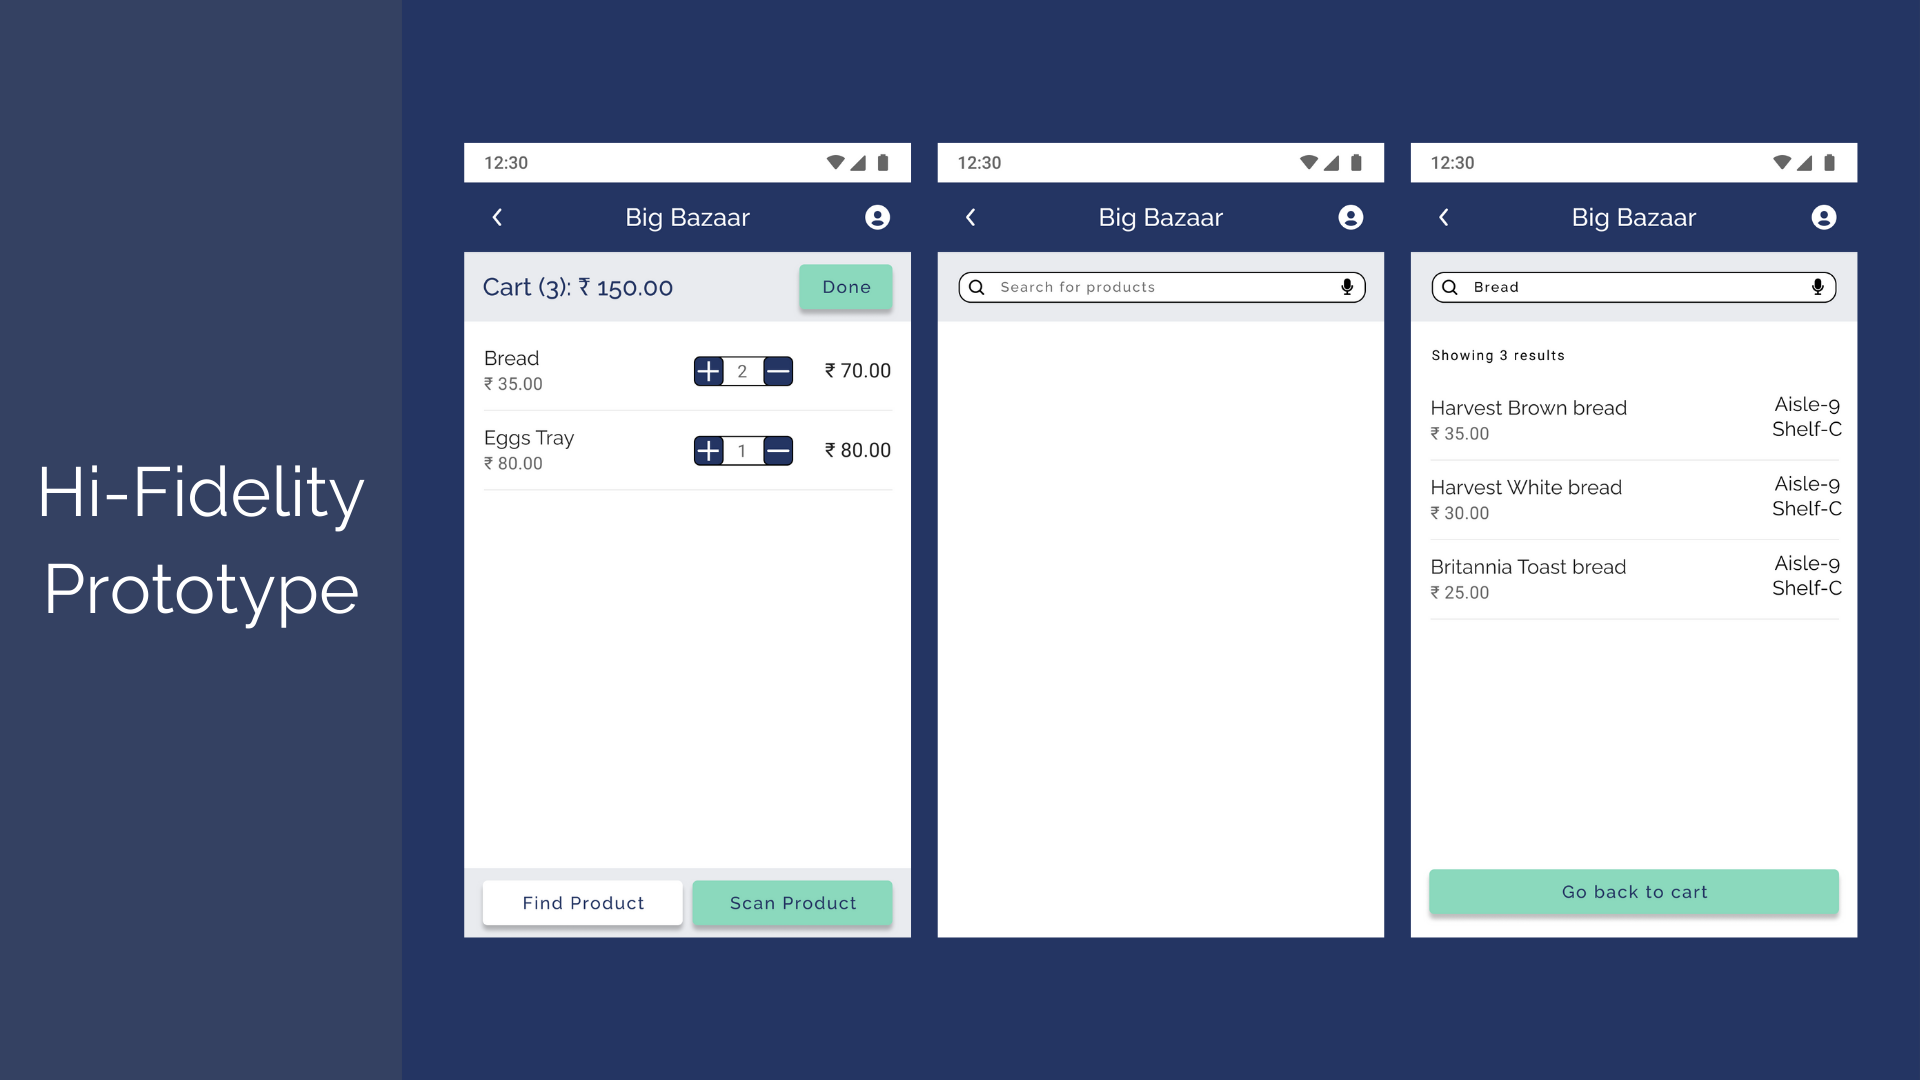 Hi-Fidelity
Prototype
12:30
Big Bazaar
Cart (3): ₹ 150.00
Done
Bread
₹ 35.00
2
₹ 70.00
Eggs Tray
₹ 80.00
1
₹ 80.00
Find Product
Scan Product
12:30
Big Bazaar
Search for products
12:30
Big Bazaar
Bread
Showing 3 results
Harvest Brown bread
₹ 35.00
Aisle-9
Shelf-C
Harvest White bread
₹ 30.00
Aisle-9
Shelf-C
Britannia Toast bread
₹ 25.00
Aisle-9
Shelf-C
Go back to cart